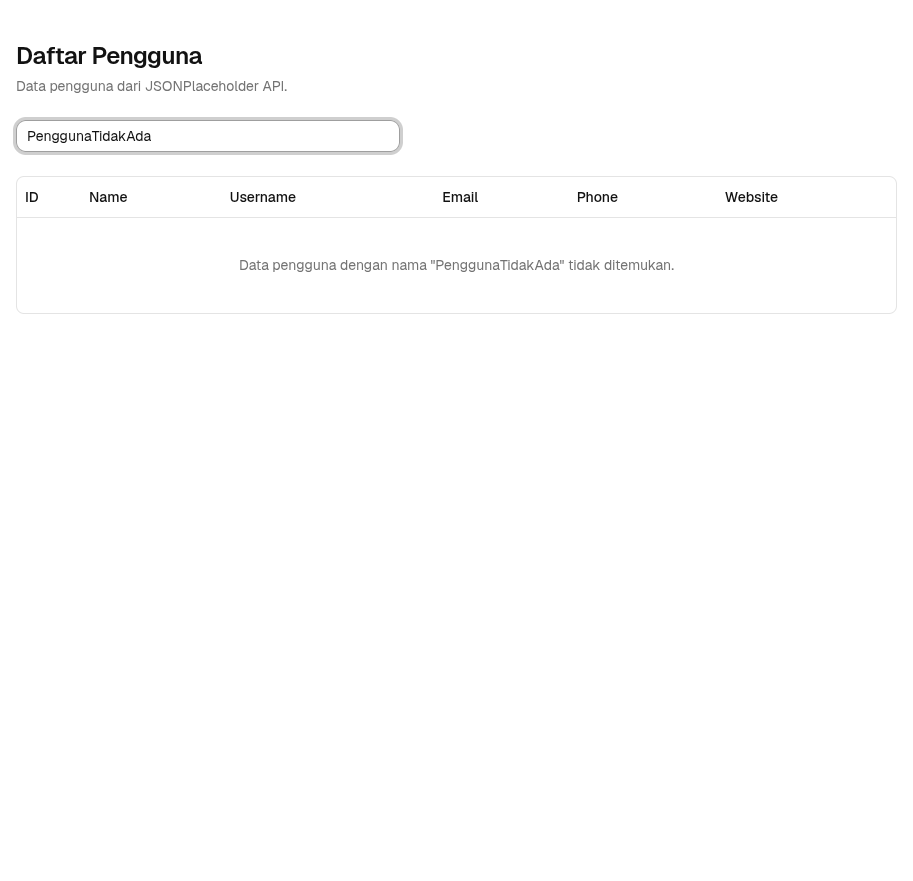 Daftar Pengguna
Data pengguna dari JSONPlaceholder API.
PenggunaTidakAda
ID Name Username Email Phone Website
Data pengguna dengan nama "PenggunaTidakAda" tidak ditemukan.